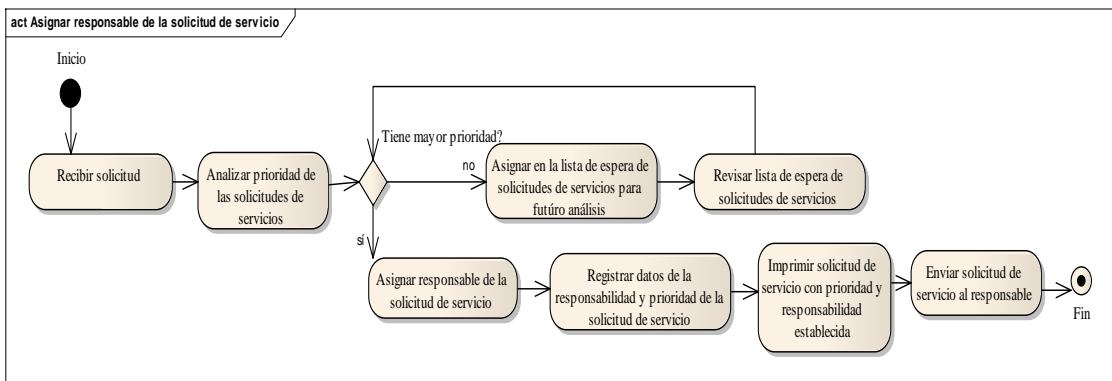 act Asignar responsable de la solicitud de servicio
Inicio
Recibir solicitud
Analizar prioridad de
las solicitudes de
servicios
Tiene mayor prioridad?
no
Asignar en la lista de espera de
solicitudes de servicios para
futúro análisis
Revisar lista de espera de
solicitudes de servicios
sí
Asignar responsable de la
solicitud de servicio
Registrar datos de la
responsabilidad y prioridad de la
solicitud de servicio
Imprimir solicitud de
servicio con prioridad y
responsabilidad
establecida
Enviar solicitud de
servicio al responsable
Fin